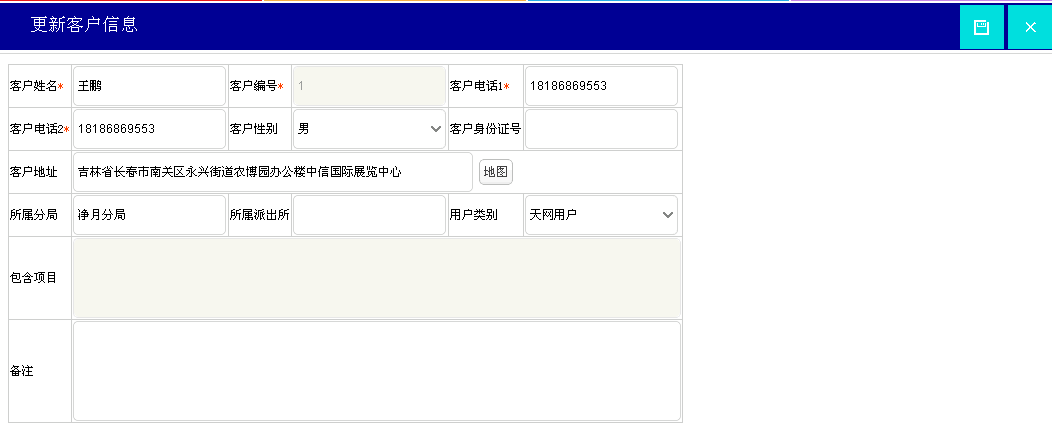 更新客户信息
客户姓名* 王鹏 客户编号* 1 客户电话1* 18186869553
客户电话2* 18186869553 客户性别 男 客户身份证号
客户地址 吉林省长春市南关区永兴街道农博园办公楼中信国际展览中心 地图
所属分局 净月分局 所属派出所 用户类别 天网用户
包含项目
备注